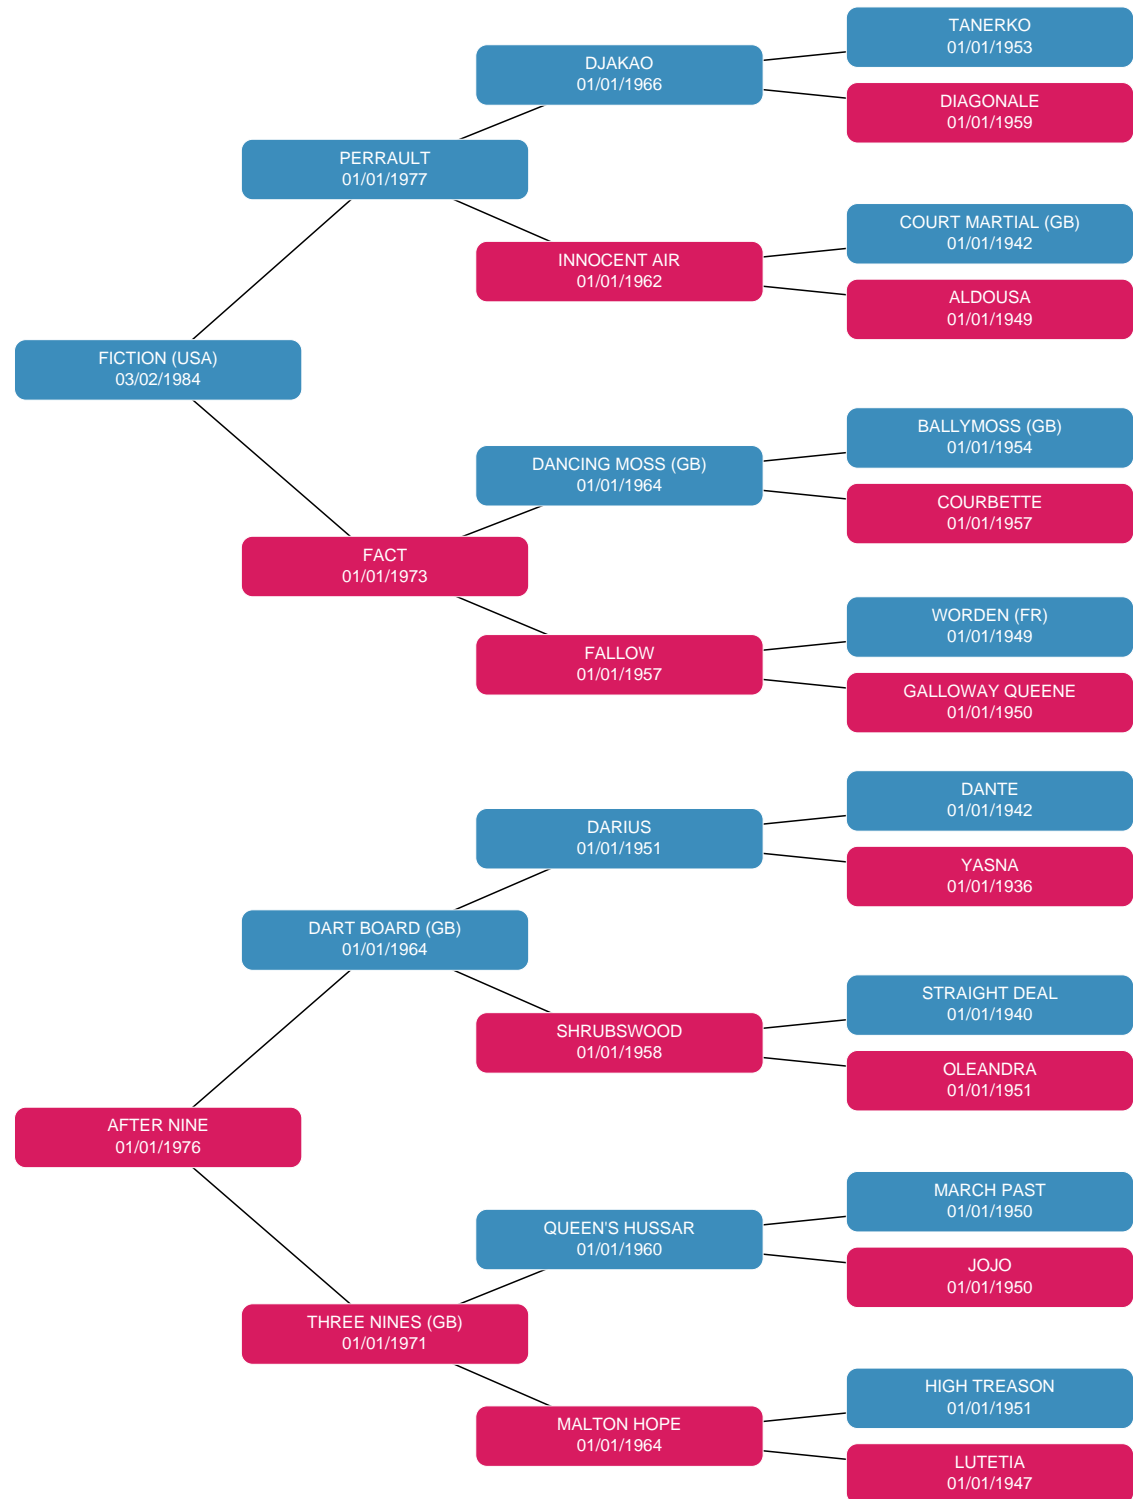 TANERKO
01/01/1953
DJAKAO
01/01/1966
DIAGONALE
01/01/1959
PERRAULT
01/01/1977
COURT MARTIAL (GB)
01/01/1942
INNOCENT AIR
01/01/1962
ALDOUSA
01/01/1949
FICTION (USA)
03/02/1984
BALLYMOSS (GB)
01/01/1954
DANCING MOSS (GB)
01/01/1964
COURBETTE
01/01/1957
FACT
01/01/1973
WORDEN (FR)
01/01/1949
FALLOW
01/01/1957
GALLOWAY QUEENE
01/01/1950
DANTE
01/01/1942
DARIUS
01/01/1951
YASNA
01/01/1936
DART BOARD (GB)
01/01/1964
STRAIGHT DEAL
01/01/1940
SHRUBSWOOD
01/01/1958
OLEANDRA
01/01/1951
AFTER NINE
01/01/1976
MARCH PAST
01/01/1950
QUEEN'S HUSSAR
01/01/1960
JOJO
01/01/1950
THREE NINES (GB)
01/01/1971
HIGH TREASON
01/01/1951
MALTON HOPE
01/01/1964
LUTETIA
01/01/1947